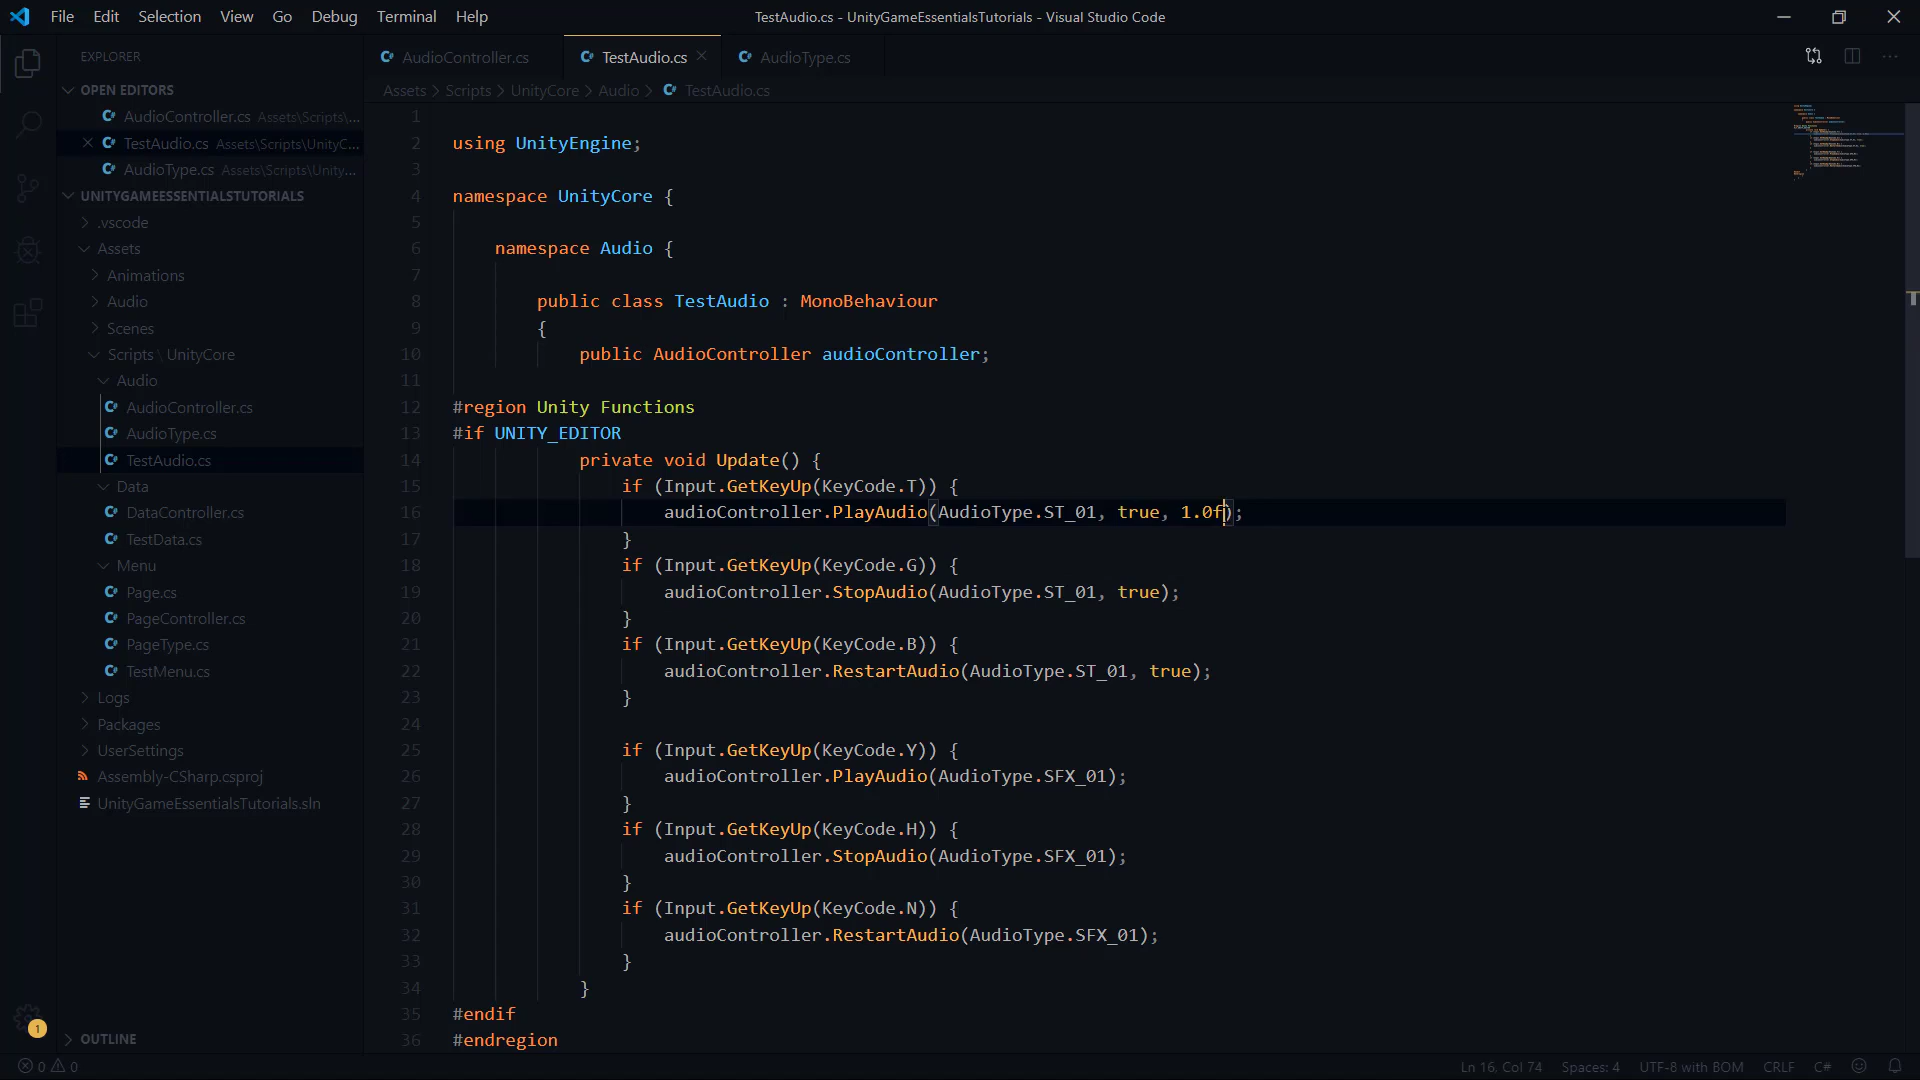 File Edit Selection View Go Debug Terminal Help
TestAudio.cs - UnityGameEssentialsTutorials - Visual Studio Code
EXPLORER
OPEN EDITORS
AudioController.cs Assets\Scripts\...
TestAudio.cs Assets\Scripts\UnityC...
AudioType.cs Assets\Scripts\Unity...
UNITYGAMEESSENTIALSTUTORIALS
.vscode
Assets
Animations
Audio
Scenes
Scripts \ UnityCore
Audio
AudioController.cs
AudioType.cs
TestAudio.cs
Data
DataController.cs
TestData.cs
Menu
Page.cs
PageController.cs
PageType.cs
TestMenu.cs
Logs
Packages
UserSettings
Assembly-CSharp.csproj
UnityGameEssentialsTutorials.sln
OUTLINE
1
AudioController.cs TestAudio.cs AudioType.cs
Assets > Scripts > UnityCore > Audio > TestAudio.cs
1
2 using UnityEngine;
3
4 namespace UnityCore {
5
6 namespace Audio {
7
8 public class TestAudio : MonoBehaviour
9 {
10 public AudioController audioController;
11
12 #region Unity Functions
13 #if UNITY_EDITOR
14 private void Update() {
15 if (Input.GetKeyUp(KeyCode.T)) {
16 audioController.PlayAudio(AudioType.ST_01, true, 1.0f);
17 }
18 if (Input.GetKeyUp(KeyCode.G)) {
19 audioController.StopAudio(AudioType.ST_01, true);
20 }
21 if (Input.GetKeyUp(KeyCode.B)) {
22 audioController.RestartAudio(AudioType.ST_01, true);
23 }
24
25 if (Input.GetKeyUp(KeyCode.Y)) {
26 audioController.PlayAudio(AudioType.SFX_01);
27 }
28 if (Input.GetKeyUp(KeyCode.H)) {
29 audioController.StopAudio(AudioType.SFX_01);
30 }
31 if (Input.GetKeyUp(KeyCode.N)) {
32 audioController.RestartAudio(AudioType.SFX_01);
33 }
34 }
35 #endif
36 #endregion
0 0
Ln 16, Col 74 Spaces: 4 UTF-8 with BOM CRLF C#